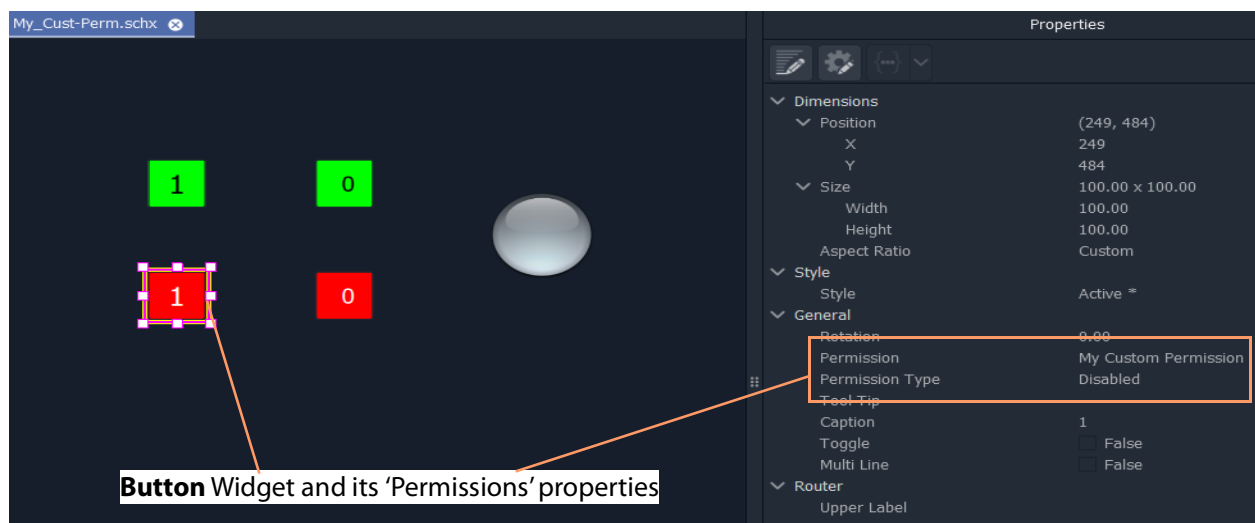 My_Cust-Perm.schx
Properties
Dimensions
Position (249, 484)
X 249
Y 484
1 0
Size 100.00 x 100.00
Width 100.00
Height 100.00
Aspect Ratio Custom
Style
1 0
Style Active *
General
Rotation 0.00
Permission My Custom Permission
Permission Type Disabled
Tool Tip
Caption 1
Toggle False
Multi Line False
Button Widget and its ‘Permissions’ properties
Router
Upper Label